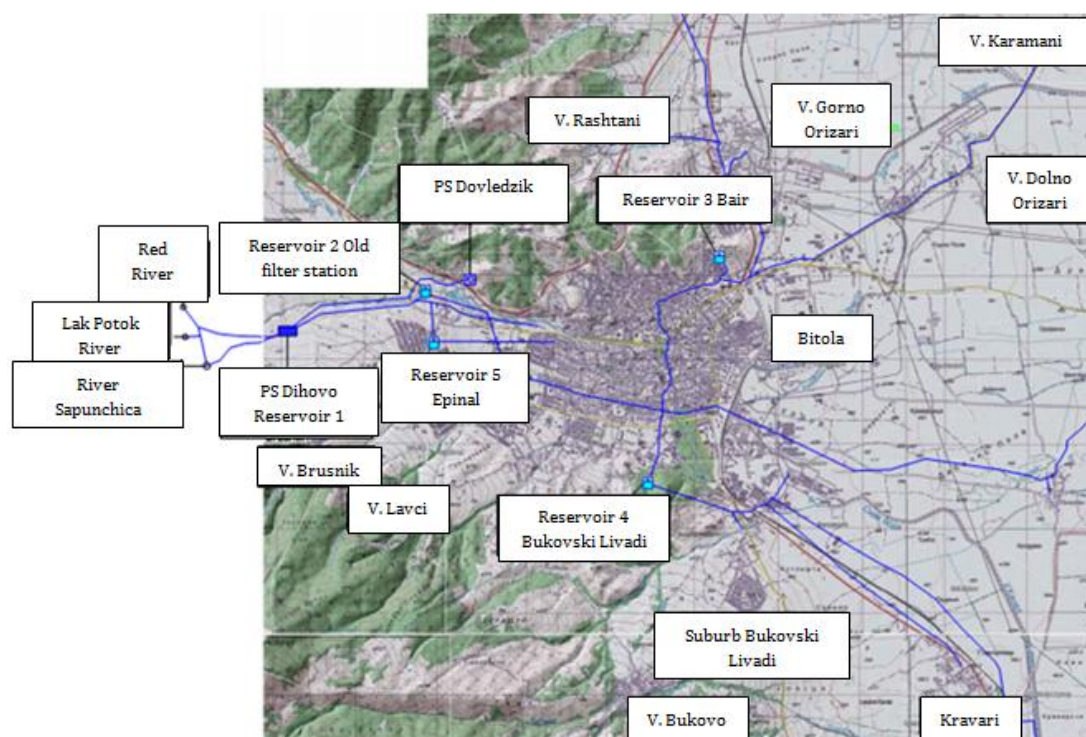 V. Karamani
V. Rashtani
V. Gorno
Orizari
PS Dovledzik
Reservoir 3 Bair
V. Dolno
Orizari
Red
River
Reservoir 2 Old
filter station
Lak Potok
River
River
Sapunchica
PS Dihovo
Reservoir 1
Reservoir 5
Epinal
Bitola
V. Brusnik
V. Lavci
Reservoir 4
Bukovski Livadi
Suburb Bukovski
Livadi
V. Bukovo
Kravari